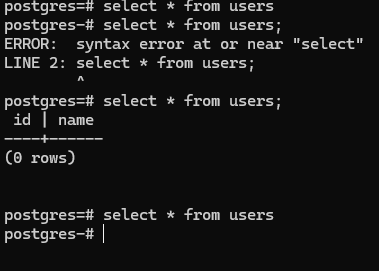 postgres=# select * from users
postgres-# select * from users;
ERROR:  syntax error at or near "select"
LINE 2: select * from users;
        ^
postgres=# select * from users;
 id | name
----+------
(0 rows)
postgres=# select * from users
postgres-#